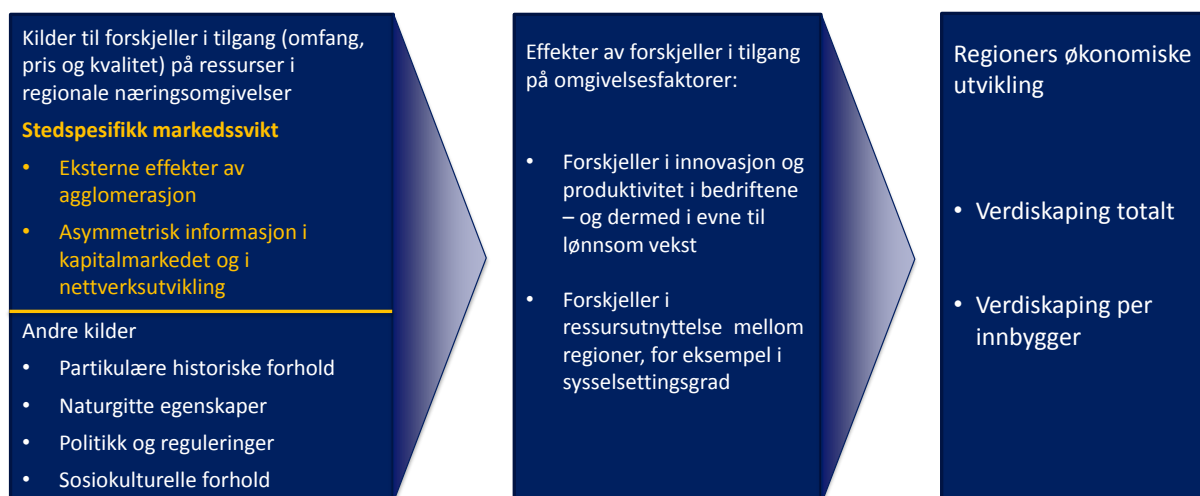 Kilder til forskjeller i tilgang (omfang,
pris og kvalitet) på ressurser i
regionale næringsomgivelser
Stedspesifikk markedssvikt
• Eksterne effekter av
agglomerasjon
• Asymmetrisk informasjon i
kapitalmarkedet og i
nettverksutvikling
Andre kilder
• Partikulære historiske forhold
• Naturgitte egenskaper
• Politikk og reguleringer
• Sosiokulturelle forhold
Effekter av forskjeller i tilgang
på omgivelsesfaktorer:
• Forskjeller i innovasjon og
produktivitet i bedriftene
– og dermed i evne til
lønnsom vekst
• Forskjeller i
ressursutnyttelse mellom
regioner, for eksempel i
sysselsettingsgrad
Regioners økonomiske
utvikling
• Verdiskaping totalt
• Verdiskaping per
innbygger